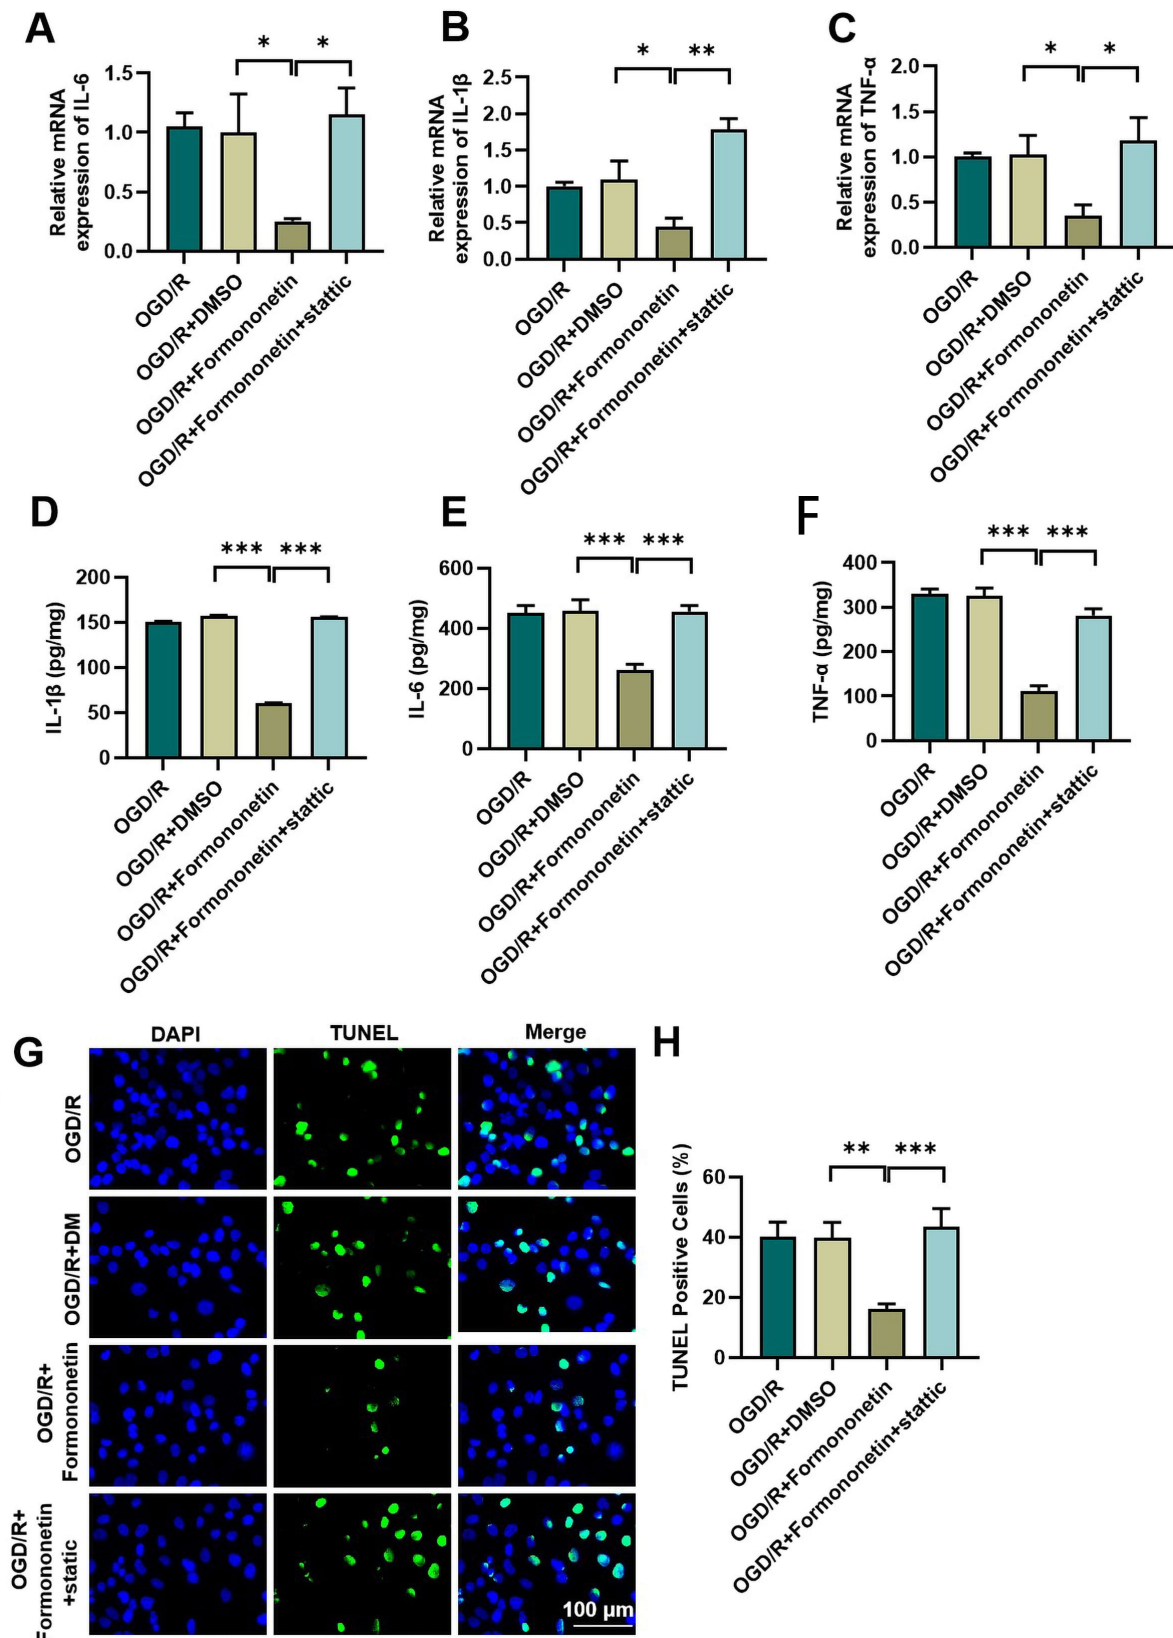 A
Relative mRNA
expression of IL-6
1.5
1.0
0.5
0.0
*
*
OGD/R
OGD/R+DMSO
OGD/R+Formononetin
OGD/R+Formononetin+stattic
B
Relative mRNA
expression of IL-1β
2.5
2.0
1.5
1.0
0.5
0.0
*
**
OGD/R
OGD/R+DMSO
OGD/R+Formononetin
OGD/R+Formononetin+stattic
C
Relative mRNA
expression of TNF-α
2.0
1.5
1.0
0.5
0.0
*
*
OGD/R
OGD/R+DMSO
OGD/R+Formononetin
OGD/R+Formononetin+stattic
D
IL-1β (pg/mg)
200
150
100
50
0
***
***
OGD/R
OGD/R+DMSO
OGD/R+Formononetin
OGD/R+Formononetin+stattic
E
IL-6 (pg/mg)
600
400
200
0
***
***
OGD/R
OGD/R+DMSO
OGD/R+Formononetin
OGD/R+Formononetin+stattic
F
TNF-α (pg/mg)
400
300
200
100
0
***
***
OGD/R
OGD/R+DMSO
OGD/R+Formononetin
OGD/R+Formononetin+stattic
G
DAPI
TUNEL
Merge
OGD/R
OGD/R+DM
OGD/R+
Formononetin
OGD/R+
Formononetin
+static
100 μm
H
TUNEL Positive Cells (%)
60
40
20
0
**
***
OGD/R
OGD/R+DMSO
OGD/R+Formononetin
OGD/R+Formononetin+stattic